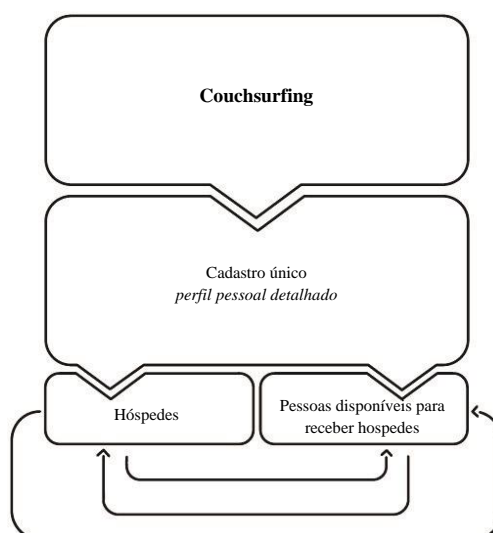 Couchsurfing
Cadastro único
perfil pessoal detalhado
Hóspedes
Pessoas disponíveis para
receber hospedes